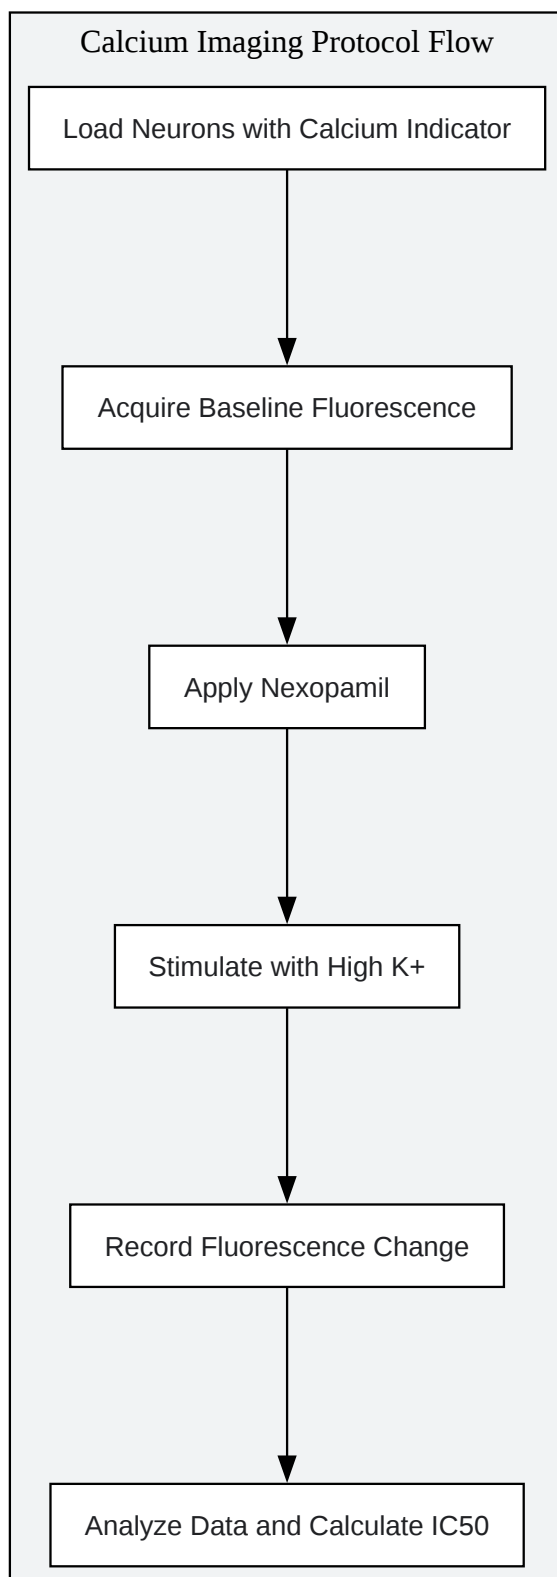 Calcium Imaging Protocol Flow
Load Neurons with Calcium Indicator
Acquire Baseline Fluorescence
Apply Nexopamil
Stimulate with High K+
Record Fluorescence Change
Analyze Data and Calculate IC50